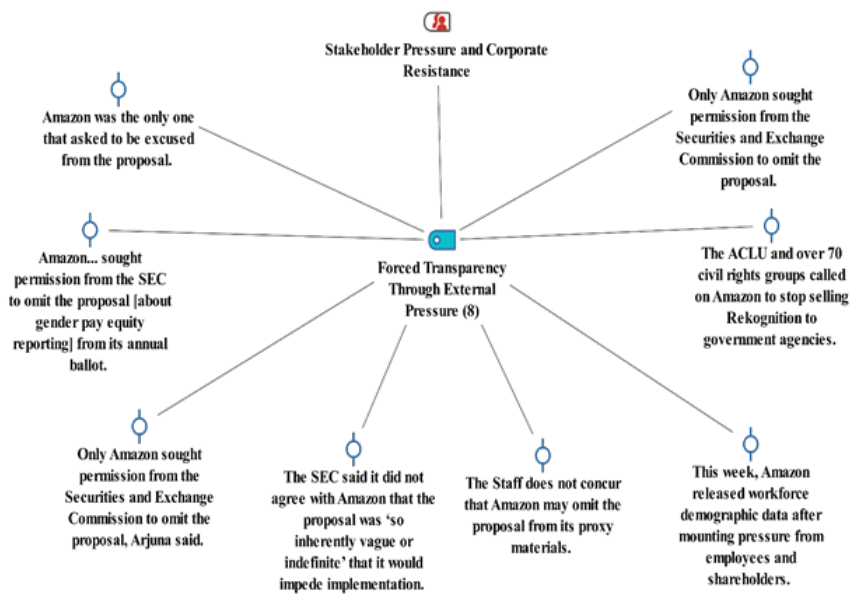 Stakeholder Pressure and Corporate
Resistance
Amazon was the only one
that asked to be excused
from the proposal.
Only Amazon sought
permission from the
Securities and Exchange
Commission to omit the
proposal.
Amazon... sought
permission from the SEC
to omit the proposal [about
gender pay equity
reporting] from its annual
ballot.
Forced Transparency
Through External
Pressure (8)
The ACLU and over 70
civil rights groups called
on Amazon to stop selling
Rekognition to
government agencies.
Only Amazon sought
permission from the
Securities and Exchange
Commission to omit the
proposal, Arjuna said.
The SEC said it did not
agree with Amazon that the
proposal was ‘so
inherently vague or
indefinite’ that it would
impede implementation.
The Staff does not concur
that Amazon may omit the
proposal from its proxy
materials.
This week, Amazon
released workforce
demographic data after
mounting pressure from
employees and
shareholders.